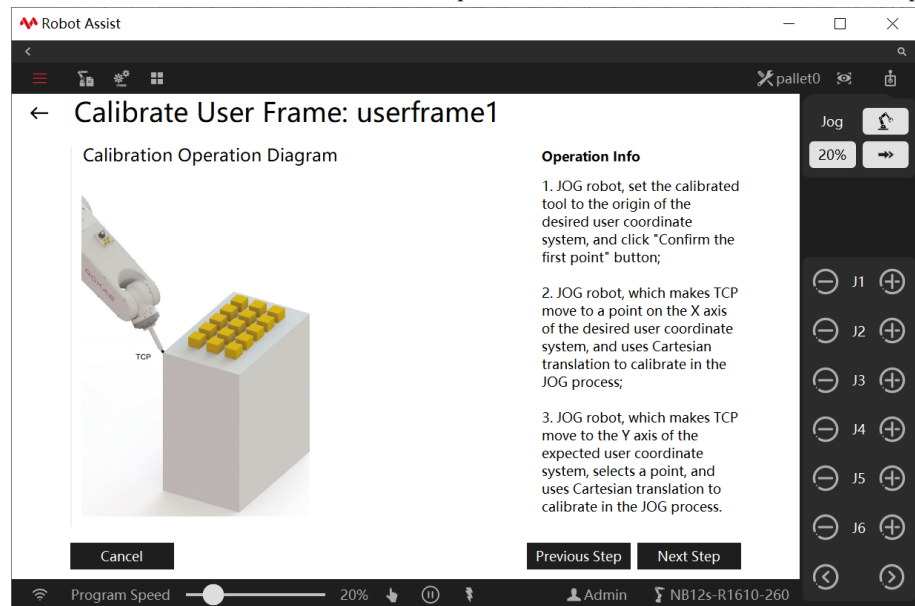 Robot Assist
pallet0
Calibrate User Frame: userframe1
Jog
20%
Calibration Operation Diagram
Operation Info
1. JOG robot, set the calibrated
tool to the origin of the
desired user coordinate
system, and click "Confirm the
first point" button;
2. JOG robot, which makes TCP
move to a point on the X axis
of the desired user coordinate
system, and uses Cartesian
translation to calibrate in the
JOG process;
3. JOG robot, which makes TCP
move to the Y axis of the
expected user coordinate
system, selects a point, and
uses Cartesian translation to
calibrate in the JOG process.
ROKAE
TCP
J1
J2
J3
J4
J5
J6
Cancel
Previous Step
Next Step
Program Speed
20%
Admin
NB12s-R1610-260